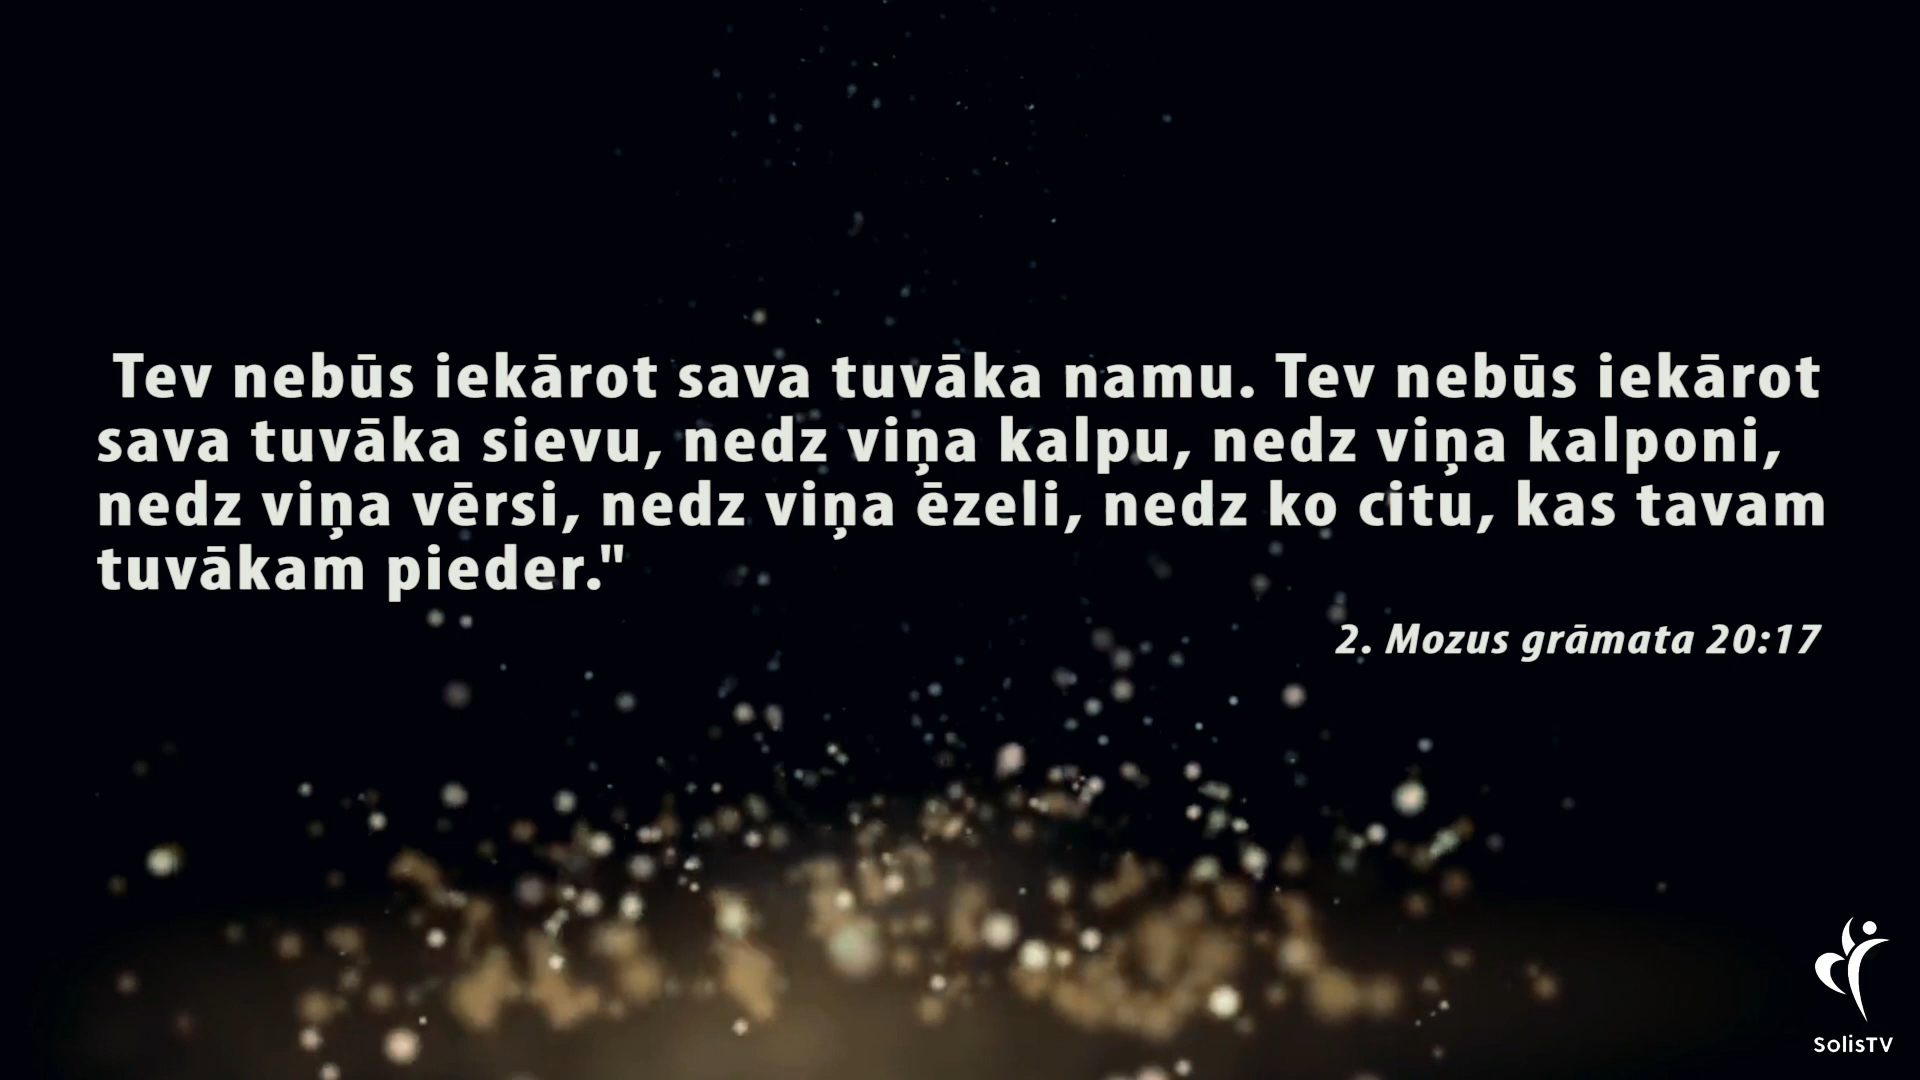 Tev nebūs iekārot sava tuvāka namu. Tev nebūs iekārot
sava tuvāka sievu, nedz viņa kalpu, nedz viņa kalponi,
nedz viņa vērsi, nedz viņa ēzeli, nedz ko citu, kas tavam
tuvākam pieder."
2. Mozus grāmata 20:17
SolisTV